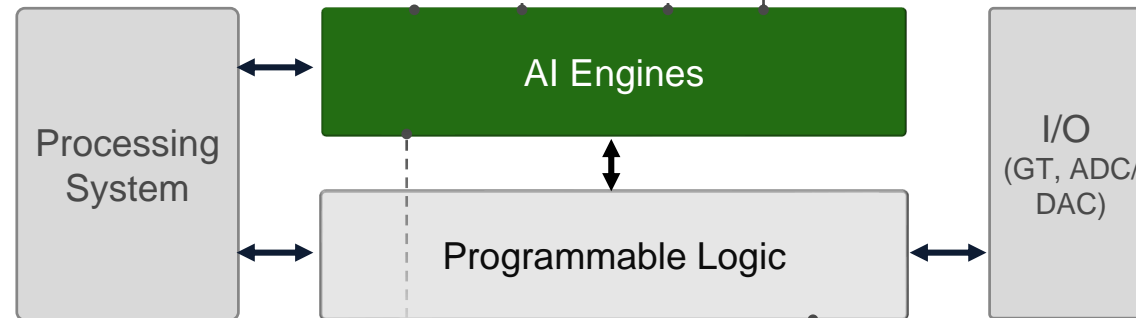 Processing
System
AI Engines
Programmable Logic
I/O
(GT, ADC/
DAC)